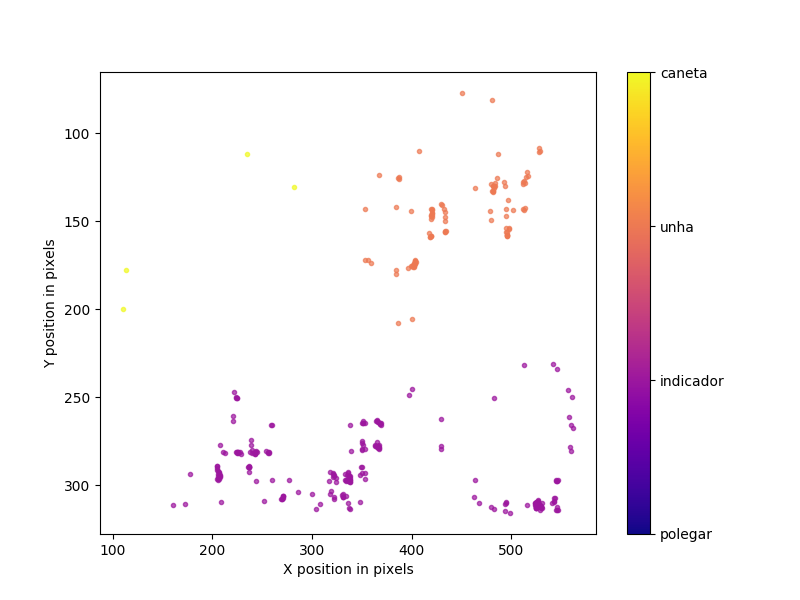 100
150
200
250
300
100 200 300 400 500
X position in pixels
Y position in pixels
caneta
unha
indicador
polegar